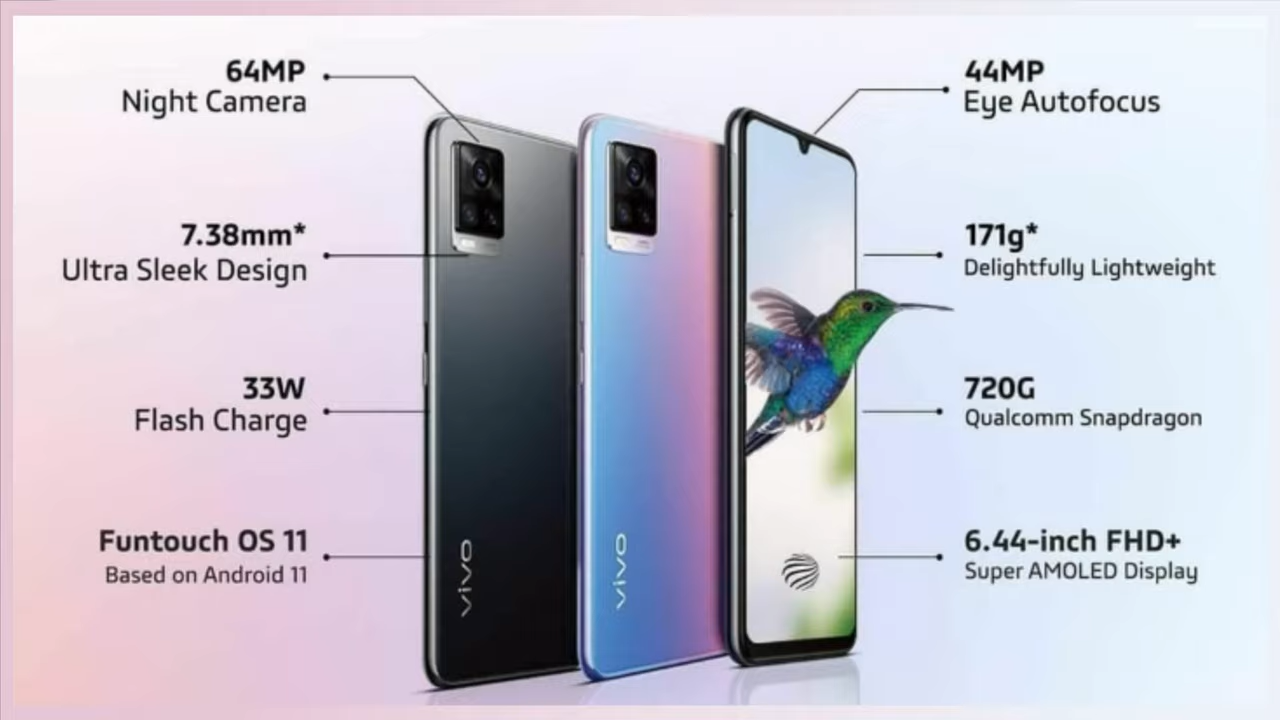 64MP
Night Camera
7.38mm*
Ultra Sleek Design
33W
Flash Charge
Funtouch OS 11
Based on Android 11
vivo
vivo
44MP
Eye Autofocus
171g*
Delightfully Lightweight
720G
Qualcomm Snapdragon
6.44-inch FHD+
Super AMOLED Display